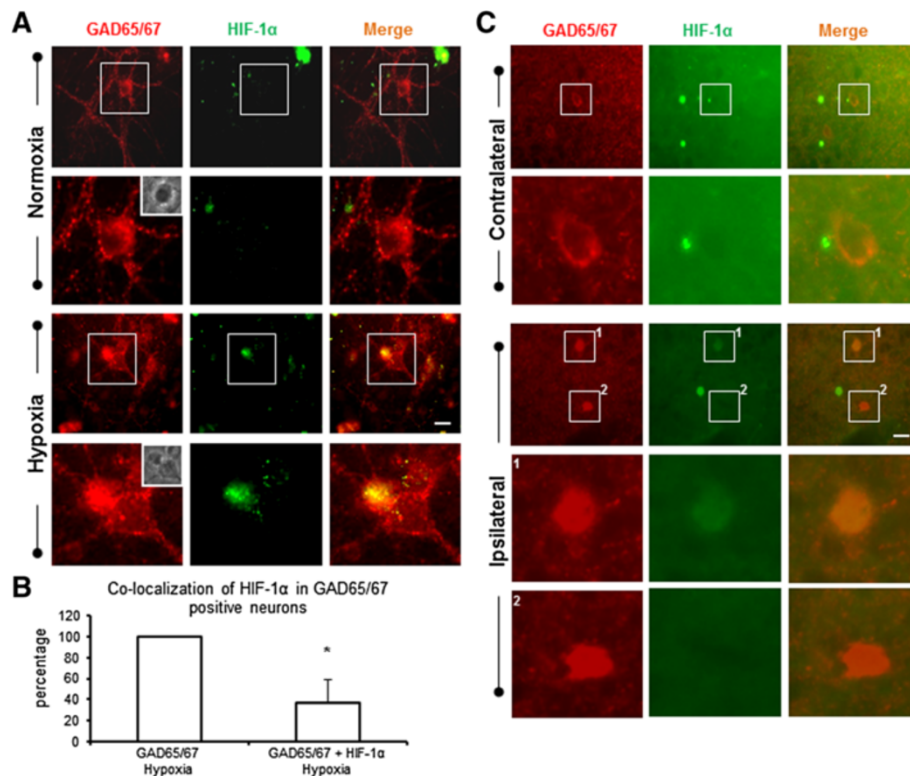 A
GAD65/67 HIF-1α Merge
Normoxia
Hypoxia
B
Co-localization of HIF-1α in GAD65/67
positive neurons
percentage
120
100
80
60
40
20
0
*
GAD65/67
Hypoxia
GAD65/67 + HIF-1α
Hypoxia
C
GAD65/67 HIF-1α Merge
Contralateral
Ipsilateral
1 1 1
2 2 2
1
2